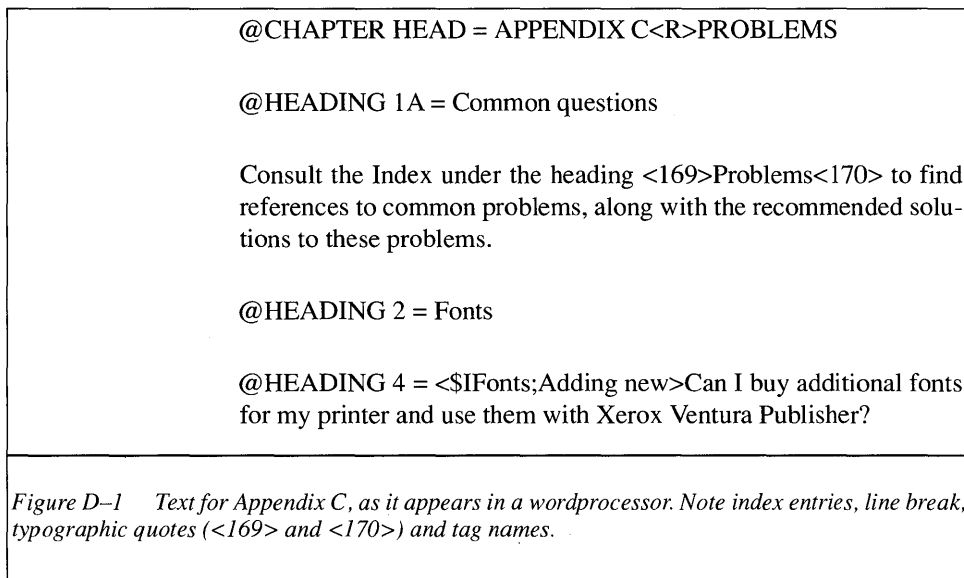 @CHAPTER HEAD = APPENDIX C<R>PROBLEMS
@HEADING 1A = Common questions
Consult the Index under the heading <169>Problems<170> to find
references to common problems, along with the recommended solu-
tions to these problems.
@HEADING 2 = Fonts
@HEADING 4 = <$IFonts;Adding new>Can I buy additional fonts
for my printer and use them with Xerox Ventura Publisher?
Figure D–1 Text for Appendix C, as it appears in a wordprocessor. Note index entries, line break,
typographic quotes (<169> and <170>) and tag names.